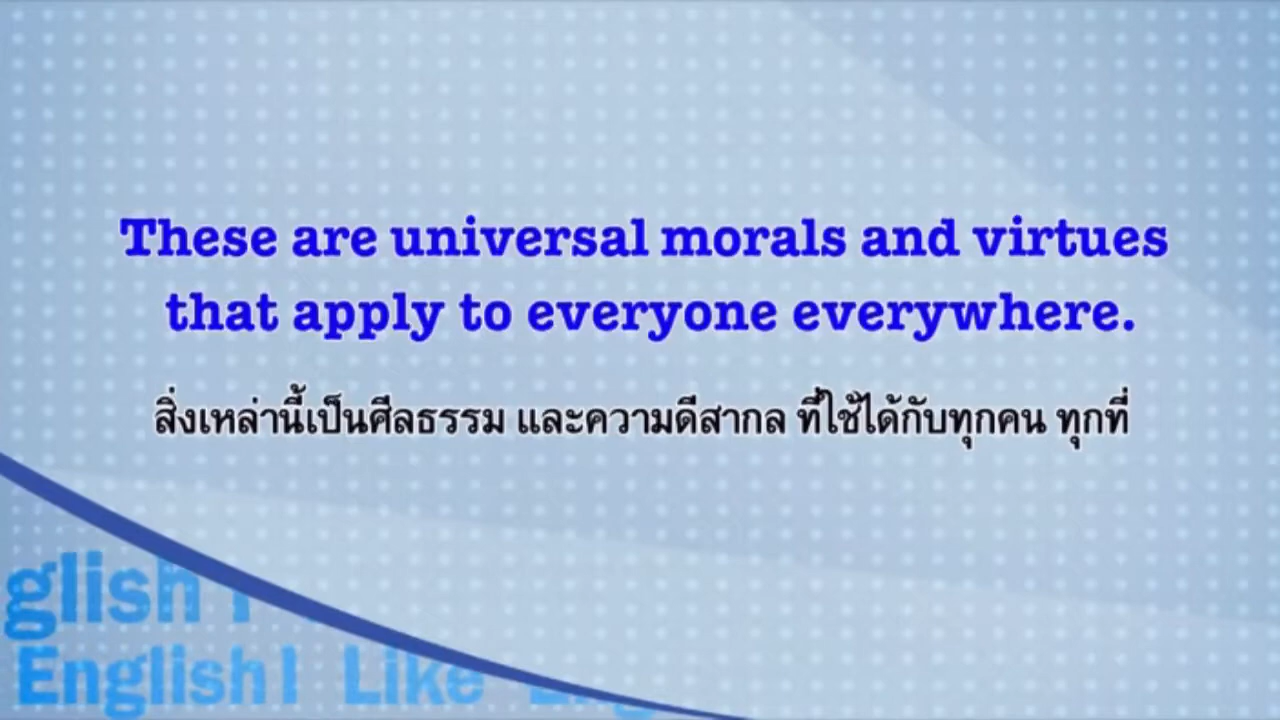 These are universal morals and virtues
that apply to everyone everywhere.
สิ่งเหล่านี้เป็นศีลธรรม และความดีสากล ที่ใช้ได้กับทุกคน ทุกที่
glish I
English I Like Eng